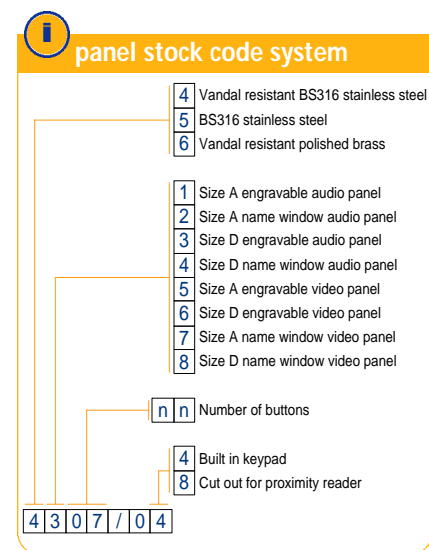 i
panel stock code system
4 Vandal resistant BS316 stainless steel
5 BS316 stainless steel
6 Vandal resistant polished brass
1 Size A engravable audio panel
2 Size A name window audio panel
3 Size D engravable audio panel
4 Size D name window audio panel
5 Size A engravable video panel
6 Size D engravable video panel
7 Size A name window video panel
8 Size D name window video panel
n n Number of buttons
4 Built in keypad
8 Cut out for proximity reader
4 3 0 7 / 0 4